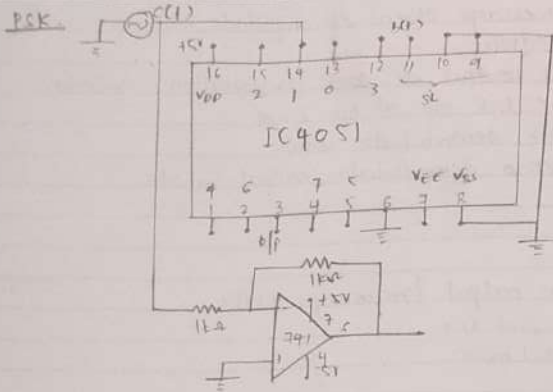 PSK. C(t)
+5V m(t)
16 15 14 13 12 11 10 9
VDD 2 1 0 3 SL
IC4051
4 6 7 5 VEE VSS
1 2 3 4 5 6 7 8
O/P
1KΩ
1KΩ - +5V
7
741 6
4
-5V